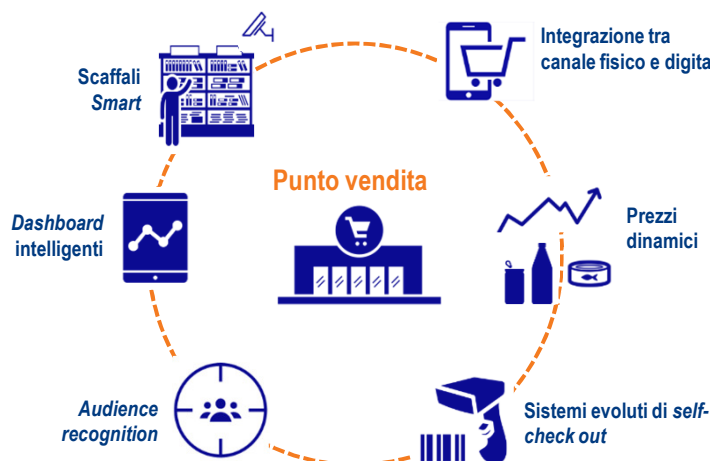 Scaffali
Smart
Integrazione tra
canale fisico e digita
Punto vendita
Dashboard
intelligenti
Prezzi
dinamici
Audience
recognition
Sistemi evoluti di self-
check out